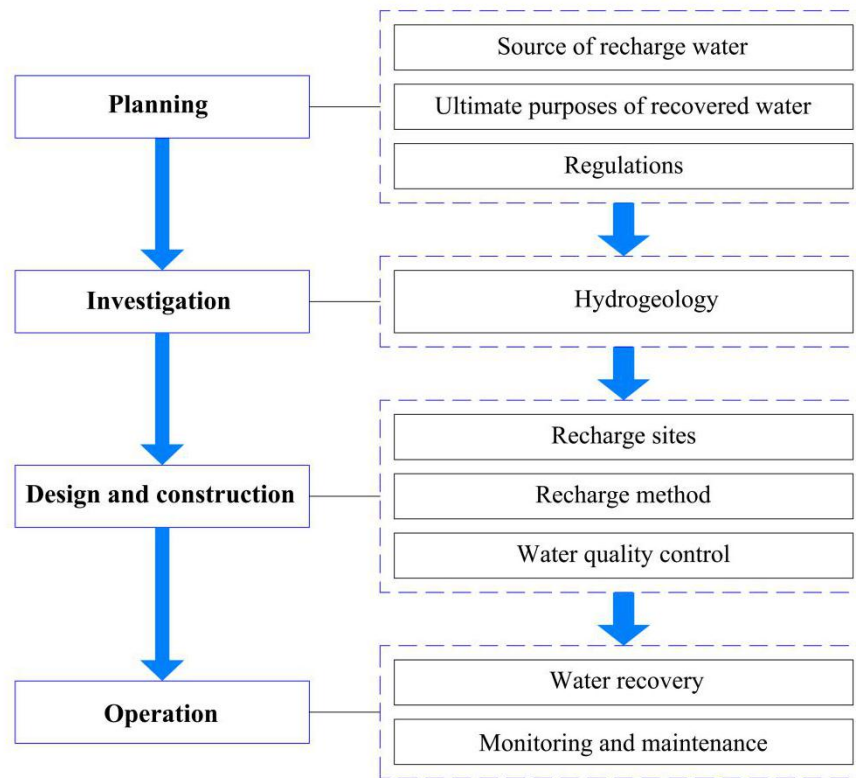 Planning
Source of recharge water
Ultimate purposes of recovered water
Regulations
Investigation
Hydrogeology
Design and construction
Recharge sites
Recharge method
Water quality control
Operation
Water recovery
Monitoring and maintenance